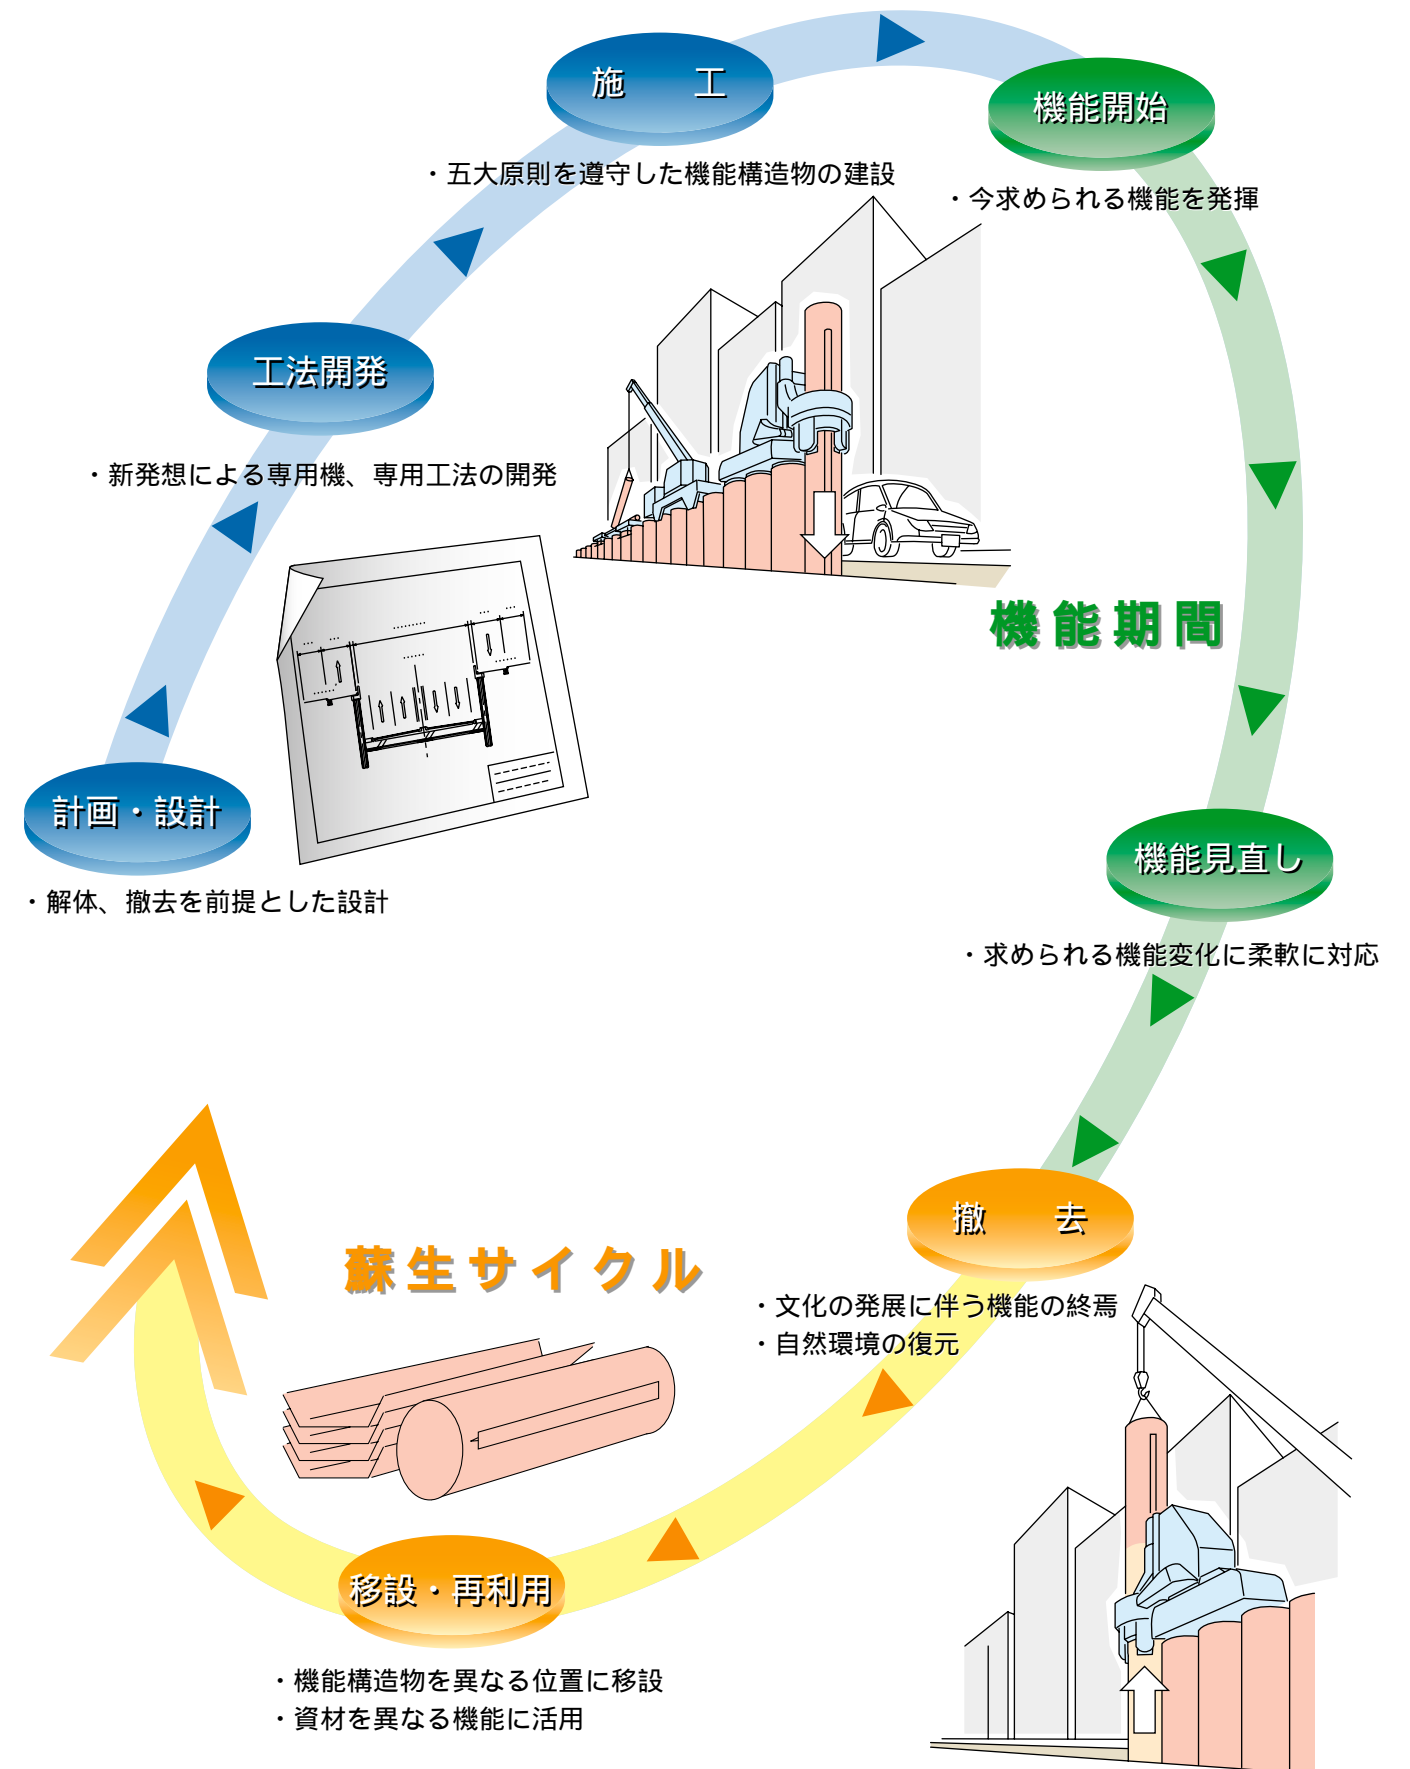 施　工
・五大原則を遵守した機能構造物の建設
機能開始
・今求められる機能を発揮
工法開発
・新発想による専用機、専用工法の開発
機能期間
計画・設計
・解体、撤去を前提とした設計
機能見直し
・求められる機能変化に柔軟に対応
撤　去
・文化の発展に伴う機能の終焉
・自然環境の復元
蘇生サイクル
移設・再利用
・機能構造物を異なる位置に移設
・資材を異なる機能に活用